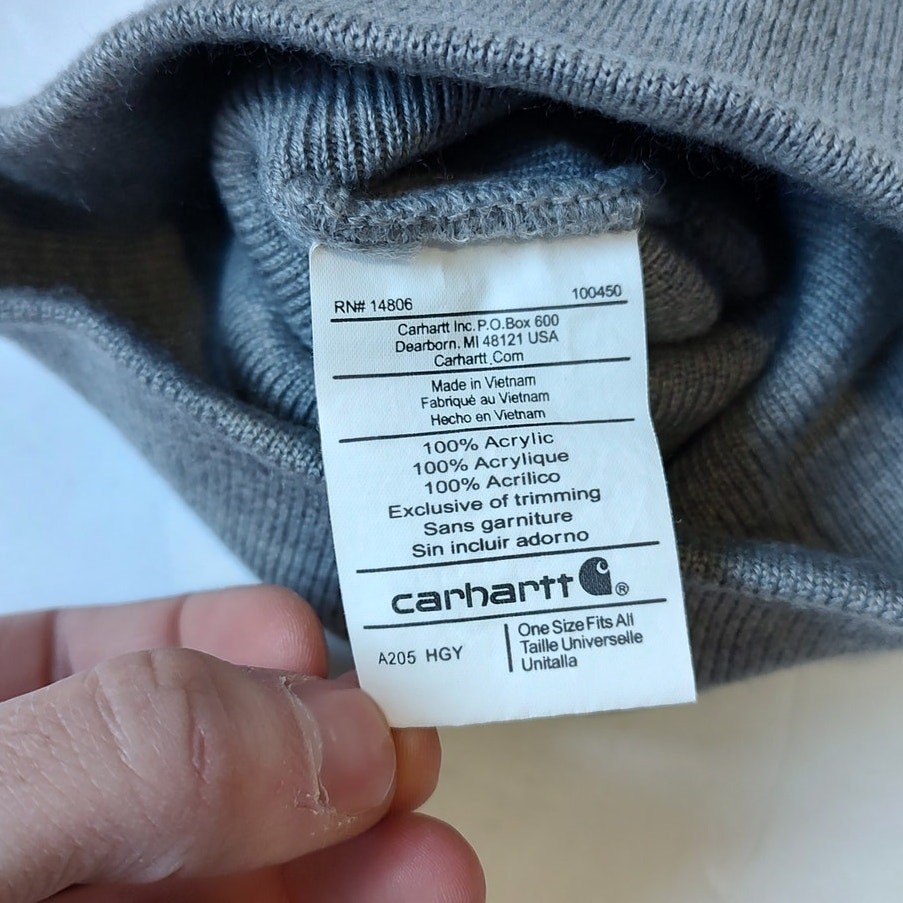 RN# 14806 100450
Carhartt Inc. P.O.Box 600
Dearborn, MI 48121 USA
Carhartt.Com
Made in Vietnam
Fabriqué au Vietnam
Hecho en Vietnam
100% Acrylic
100% Acrylique
100% Acrílico
Exclusive of trimming
Sans garniture
Sin incluir adorno
carhartt ®
A205 HGY
One Size Fits All
Taille Universelle
Unitalla